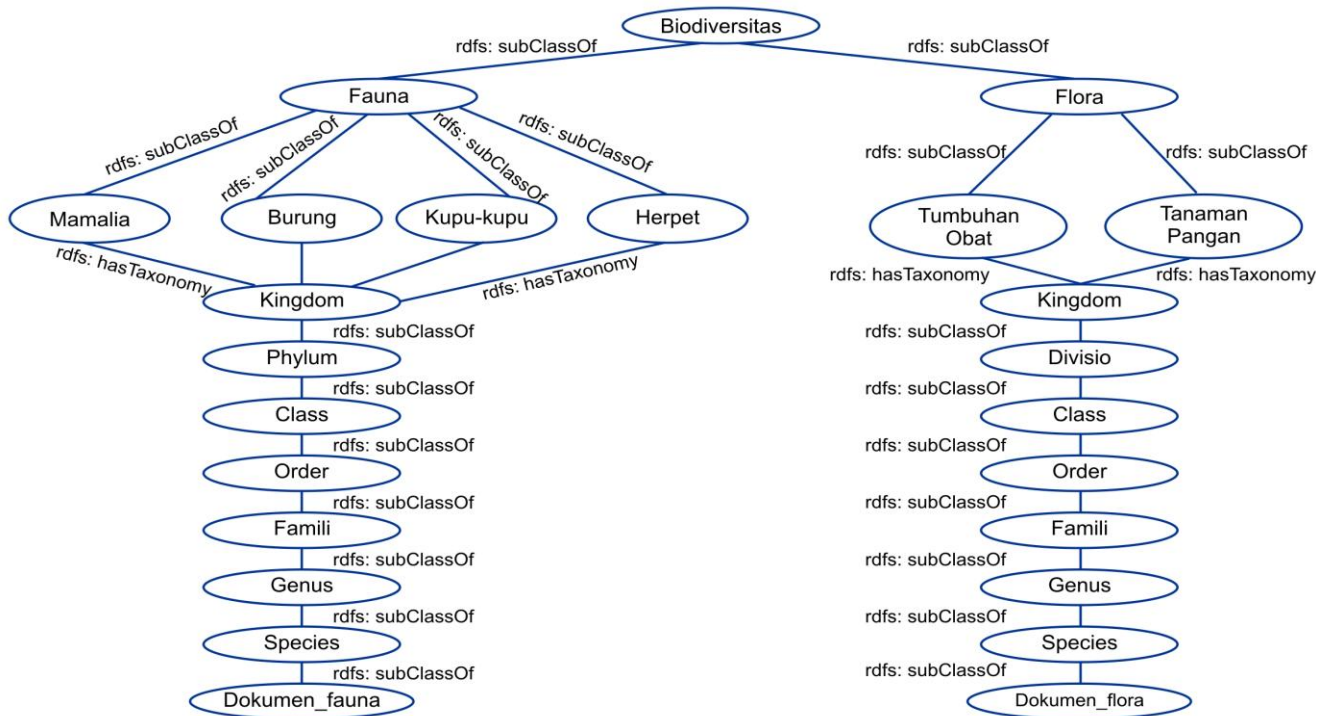 Biodiversitas
rdfs: subClassOf
rdfs: subClassOf
Fauna
Flora
rdfs: subClassOf
rdfs: subClassOf
rdfs: subClassOf
rdfs: subClassOf
rdfs: subClassOf
rdfs: subClassOf
Mamalia
Burung
Kupu-kupu
Herpet
Tumbuhan
Obat
Tanaman
Pangan
rdfs: hasTaxonomy
rdfs: hasTaxonomy
rdfs: hasTaxonomy
rdfs: hasTaxonomy
Kingdom
Kingdom
rdfs: subClassOf
rdfs: subClassOf
Phylum
Divisio
rdfs: subClassOf
rdfs: subClassOf
Class
Class
rdfs: subClassOf
rdfs: subClassOf
Order
Order
rdfs: subClassOf
rdfs: subClassOf
Famili
Famili
rdfs: subClassOf
rdfs: subClassOf
Genus
Genus
rdfs: subClassOf
rdfs: subClassOf
Species
Species
rdfs: subClassOf
rdfs: subClassOf
Dokumen_fauna
Dokumen_flora